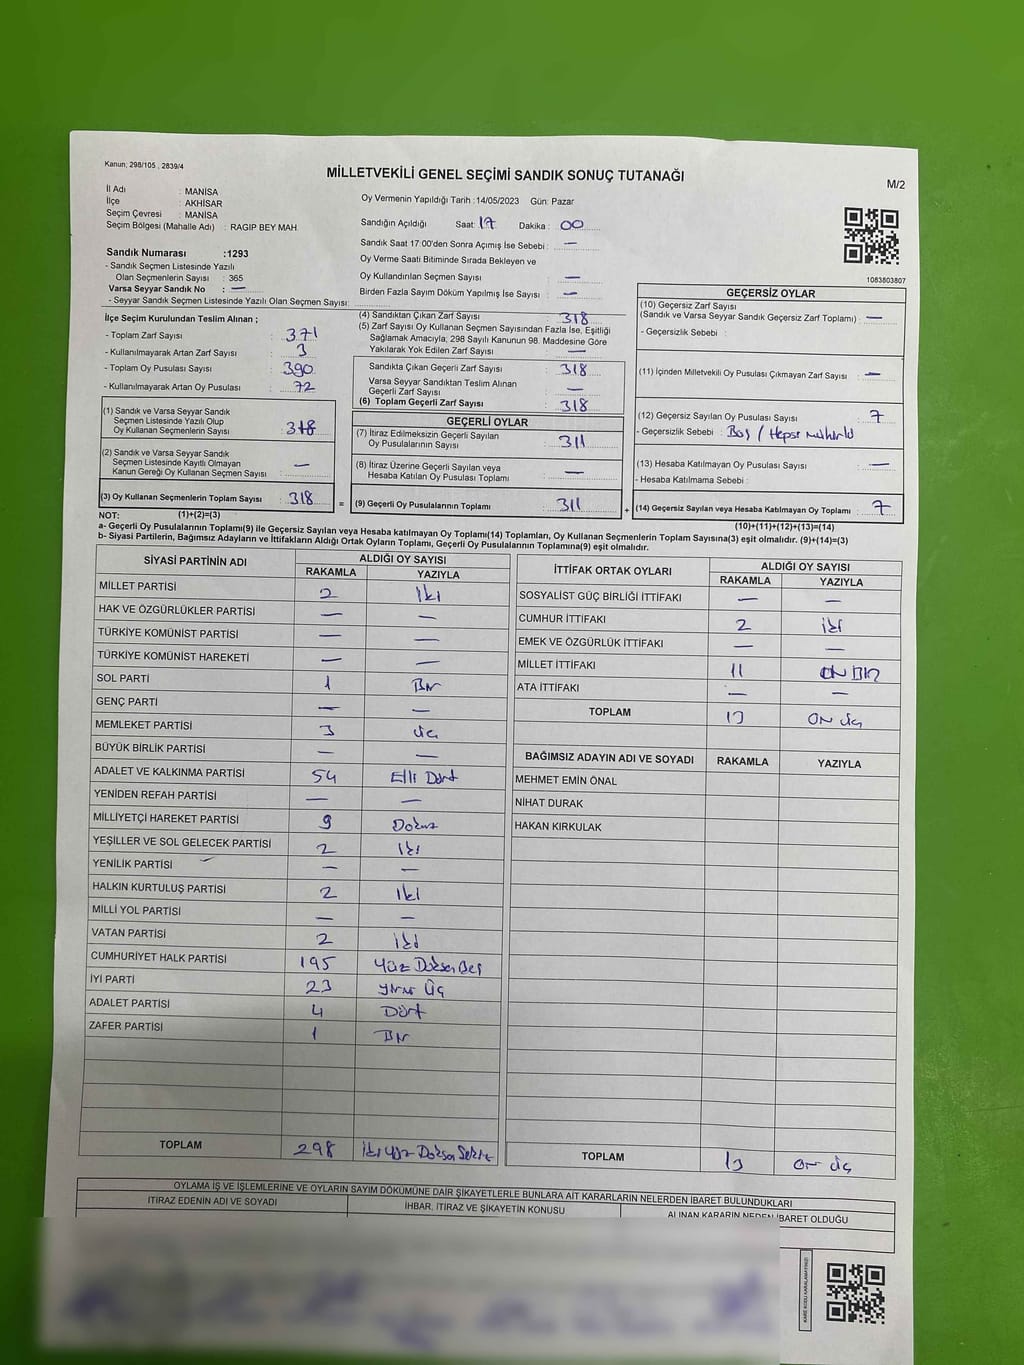 Kanun, 298/105 , 2839/4
MİLLETVEKİLİ GENEL SEÇİMİ SANDIK SONUÇ TUTANAĞI
M/2
İl Adı : MANİSA
İlçe : AKHİSAR
Seçim Çevresi : MANİSA
Seçim Bölgesi (Mahalle Adı) : RAGIP BEY MAH
Oy Vermenin Yapıldığı Tarih : 14/05/2023 Gün: Pazar
Sandığın Açıldığı Saat: 17 Dakika : 00
Sandık Saat 17:00'den Sonra Açımış İse Sebebi : —
Oy Verme Saati Bitiminde Sırada Bekleyen ve
Oy Kullandırılan Seçmen Sayısı : —
Birden Fazla Sayım Döküm Yapılmış İse Sayısı : —
1083803807
Sandık Numarası :1293
- Sandık Seçmen Listesinde Yazılı
Olan Seçmenlerin Sayısı : 365
Varsa Seyyar Sandık No : —
- Seyyar Sandık Seçmen Listesinde Yazılı Olan Seçmen Sayısı:
İlçe Seçim Kurulundan Teslim Alınan ;
- Toplam Zarf Sayısı : 371
- Kullanılmayarak Artan Zarf Sayısı : 3
- Toplam Oy Pusulası Sayısı : 390
- Kullanılmayarak Artan Oy Pusulası : 72
(1) Sandık ve Varsa Seyyar Sandık
Seçmen Listesinde Yazılı Olup
Oy Kullanan Seçmenlerin Sayısı : 318
(2) Sandık ve Varsa Seyyar Sandık
Seçmen Listesinde Kayıtlı Olmayan
Kanun Gereği Oy Kullanan Seçmen Sayısı : —
(3) Oy Kullanan Seçmenlerin Toplam Sayısı : 318
(4) Sandıktan Çıkan Zarf Sayısı : 318
(5) Zarf Sayısı Oy Kullanan Seçmen Sayısından Fazla İse, Eşitliği
Sağlamak Amacıyla; 298 Sayılı Kanunun 98. Maddesine Göre
Yakılarak Yok Edilen Zarf Sayısı : —
Sandıkta Çıkan Geçerli Zarf Sayısı : 318
Varsa Seyyar Sandıktan Teslim Alınan
Geçerli Zarf Sayısı : —
(6) Toplam Geçerli Zarf Sayısı : 318
GEÇERLİ OYLAR
(7) İtiraz Edilmeksizin Geçerli Sayılan
Oy Pusulalarının Sayısı : 311
(8) İtiraz Üzerine Geçerli Sayılan veya
Hesaba Katılan Oy Pusulaları Toplamı : —
= (9) Geçerli Oy Pusulalarının Toplamı : 311 +
GEÇERSİZ OYLAR
(10) Geçersiz Zarf Sayısı
(Sandık ve Varsa Seyyar Sandık Geçersiz Zarf Toplamı) : —
- Geçersizlik Sebebi :
(11) İçinden Milletvekili Oy Pusulası Çıkmayan Zarf Sayısı : —
(12) Geçersiz Sayılan Oy Pusulası Sayısı : 7
- Geçersizlik Sebebi : Boş / Hepsi mühürlü
(13) Hesaba Katılmayan Oy Pusulası Sayısı : —
- Hesaba Katılmama Sebebi :
(14) Geçersiz Sayılan veya Hesaba Katılmayan Oy Toplamı : 7
NOT: (1)+(2)=(3) (10)+(11)+(12)+(13)=(14)
a- Geçerli Oy Pusulalarının Toplamı(9) ile Geçersiz Sayılan veya Hesaba katılmayan Oy Toplamı(14) Toplamları, Oy Kullanan Seçmenlerin Toplam Sayısına(3) eşit olmalıdır. (9)+(14)=(3)
b- Siyasi Partilerin, Bağımsız Adayların ve İttifakların Aldığı Ortak Oyların Toplamı, Geçerli Oy Pusulalarının Toplamına(9) eşit olmalıdır.
SİYASİ PARTİNİN ADI ALDIĞI OY SAYISI
RAKAMLA YAZIYLA
MİLLET PARTİSİ 2 iki
HAK VE ÖZGÜRLÜKLER PARTİSİ — —
TÜRKİYE KOMÜNİST PARTİSİ — —
TÜRKİYE KOMÜNİST HAREKETİ — —
SOL PARTİ 1 Bir
GENÇ PARTİ — —
MEMLEKET PARTİSİ 3 üç
BÜYÜK BİRLİK PARTİSİ — —
ADALET VE KALKINMA PARTİSİ 54 Elli Dört
YENİDEN REFAH PARTİSİ — —
MİLLİYETÇİ HAREKET PARTİSİ 9 Dokuz
YEŞİLLER VE SOL GELECEK PARTİSİ 2 iki
YENİLİK PARTİSİ — —
HALKIN KURTULUŞ PARTİSİ 2 iki
MİLLİ YOL PARTİSİ — —
VATAN PARTİSİ 2 iki
CUMHURİYET HALK PARTİSİ 195 Yüz Doksan Beş
İYİ PARTİ 23 yirmi Üç
ADALET PARTİSİ 4 Dört
ZAFER PARTİSİ 1 Bir
TOPLAM 298 iki yüz Doksan Sekiz
İTTİFAK ORTAK OYLARI ALDIĞI OY SAYISI
RAKAMLA YAZIYLA
SOSYALİST GÜÇ BİRLİĞİ İTTİFAKI — —
CUMHUR İTTİFAKI 2 iki
EMEK VE ÖZGÜRLÜK İTTİFAKI — —
MİLLET İTTİFAKI 11 ON BİR
ATA İTTİFAKI — —
TOPLAM 13 ON üç
BAĞIMSIZ ADAYIN ADI VE SOYADI RAKAMLA YAZIYLA
MEHMET EMİN ÖNAL
NİHAT DURAK
HAKAN KIRKULAK
TOPLAM 13 on üç
OYLAMA İŞ VE İŞLEMLERİNE VE OYLARIN SAYIM DÖKÜMÜNE DAİR ŞİKAYETLERLE BUNLARA AİT KARARLARIN NELERDEN İBARET BULUNDUKLARI
İTİRAZ EDENİN ADI VE SOYADI İHBAR, İTİRAZ VE ŞİKAYETİN KONUSU ALINAN KARARIN NEDEN İBARET OLDUĞU
KARE KODU KARALAMAYINIZ!